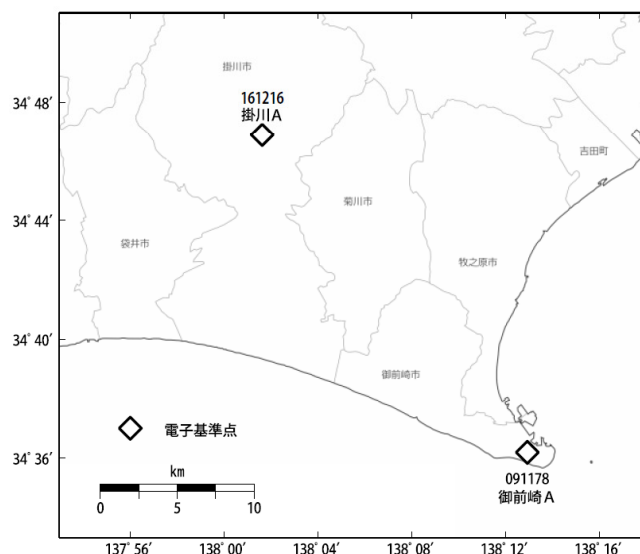 掛川市
34° 48′
161216
掛川A
吉田町
34° 44′
菊川市
袋井市
牧之原市
34° 40′
御前崎市
電子基準点
34° 36′
km
0 5 10
091178
御前崎A
137° 56′ 138° 00′ 138° 04′ 138° 08′ 138° 12′ 138° 16′